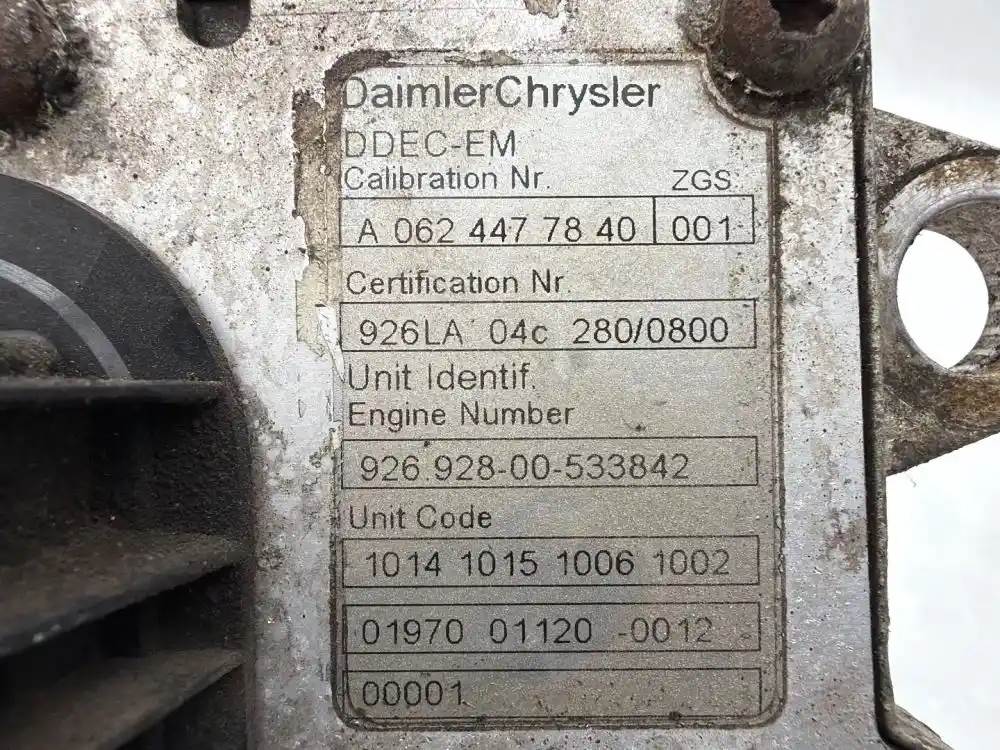 DaimlerChrysler
DDEC-EM
Calibration Nr. ZGS
A 062 447 78 40 001
Certification Nr.
926LA 04c 280/0800
Unit Identif.
Engine Number
926.928-00-533842
Unit Code
1014 1015 1006 1002
01970 01120 -0012
00001